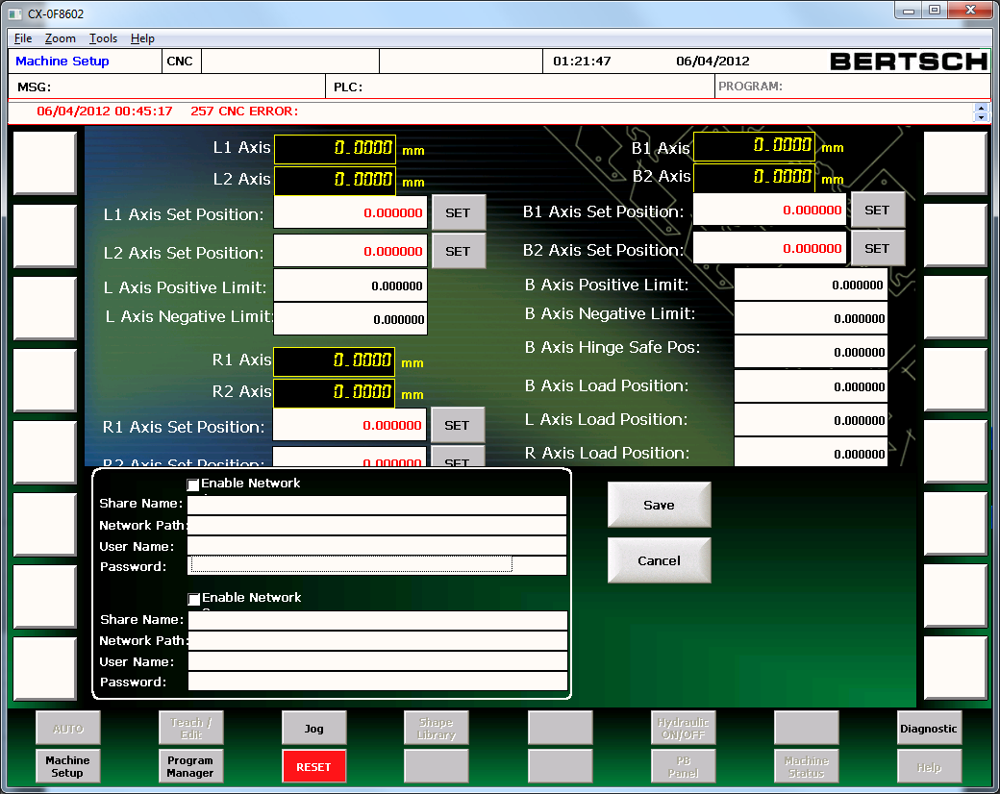 CX-0F8602
File Zoom Tools Help
Machine Setup CNC 01:21:47 06/04/2012 BERTSCH
MSG: PLC: PROGRAM:
06/04/2012 00:45:17 257 CNC ERROR:
L1 Axis 0.0000 mm
L2 Axis 0.0000 mm
L1 Axis Set Position: 0.000000 SET
L2 Axis Set Position: 0.000000 SET
L Axis Positive Limit: 0.000000
L Axis Negative Limit: 0.000000
R1 Axis 0.0000 mm
R2 Axis 0.0000 mm
R1 Axis Set Position: 0.000000 SET
R2 Axis Set Position: 0.000000 SET
B1 Axis 0.0000 mm
B2 Axis 0.0000 mm
B1 Axis Set Position: 0.000000 SET
B2 Axis Set Position: 0.000000 SET
B Axis Positive Limit: 0.000000
B Axis Negative Limit: 0.000000
B Axis Hinge Safe Pos: 0.000000
B Axis Load Position: 0.000000
L Axis Load Position: 0.000000
R Axis Load Position: 0.000000
Enable Network
Share Name:
Network Path:
User Name:
Password:
Enable Network
Share Name:
Network Path:
User Name:
Password:
Save
Cancel
AUTO
Teach /
Edit
Jog
Shape
Library
Hydraulic
ON/OFF
Diagnostic
Machine
Setup
Program
Manager
RESET
PB
Panel
Machine
Status
Help